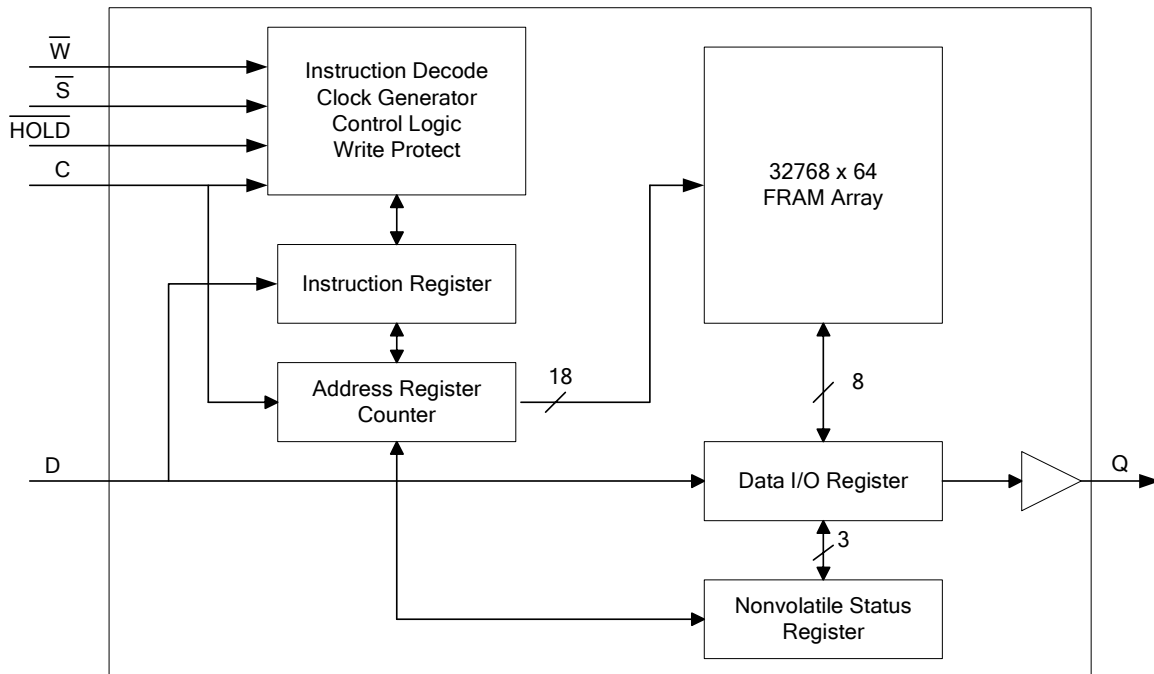 W̅
S̅
H̅O̅L̅D̅
C
Instruction Decode
Clock Generator
Control Logic
Write Protect
32768 x 64
FRAM Array
Instruction Register
Address Register
Counter
18
8
D
Data I/O Register
Q
3
Nonvolatile Status
Register